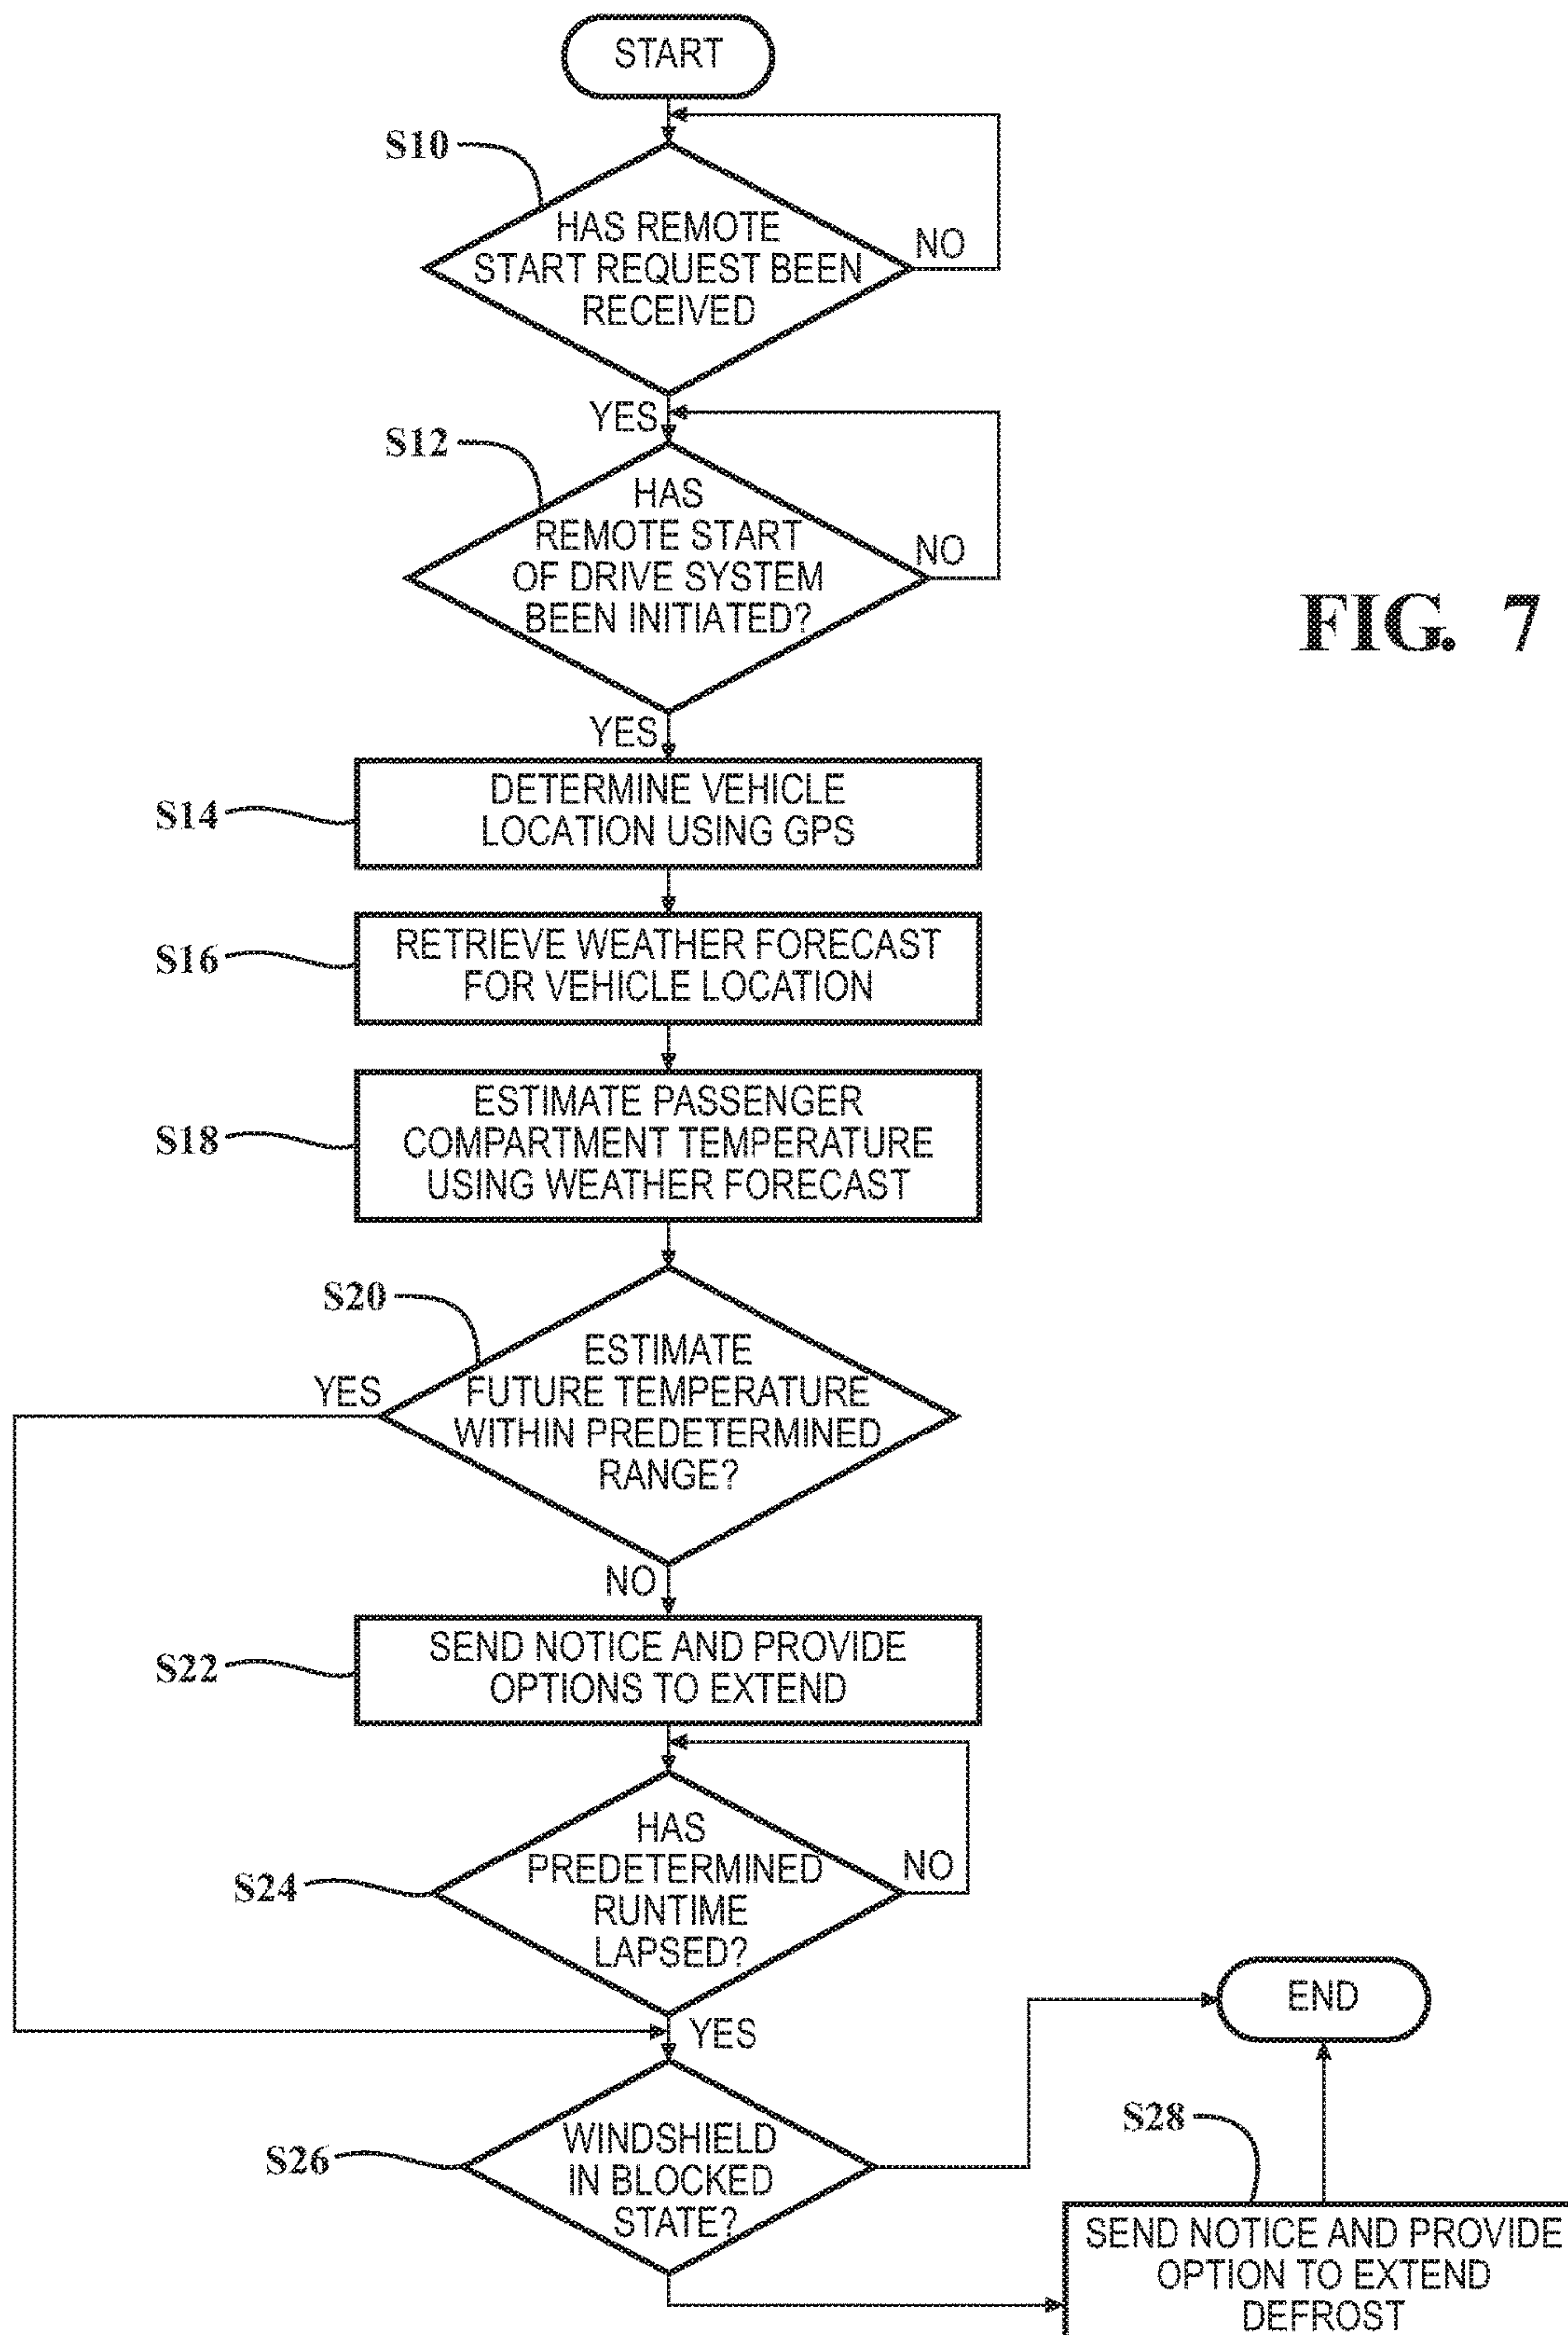 START
S10
HAS REMOTE
START REQUEST BEEN
RECEIVED
NO
YES
S12
HAS
REMOTE START
OF DRIVE SYSTEM
BEEN INITIATED?
NO
FIG. 7
YES
S14
DETERMINE VEHICLE
LOCATION USING GPS
S16
RETRIEVE WEATHER FORECAST
FOR VEHICLE LOCATION
S18
ESTIMATE PASSENGER
COMPARTMENT TEMPERATURE
USING WEATHER FORECAST
S20
ESTIMATE
FUTURE TEMPERATURE
WITHIN PREDETERMINED
RANGE?
YES
NO
S22
SEND NOTICE AND PROVIDE
OPTIONS TO EXTEND
S24
HAS
PREDETERMINED
RUNTIME
LAPSED?
NO
YES
END
S26
WINDSHIELD
IN BLOCKED
STATE?
S28
SEND NOTICE AND PROVIDE
OPTION TO EXTEND
DEFROST